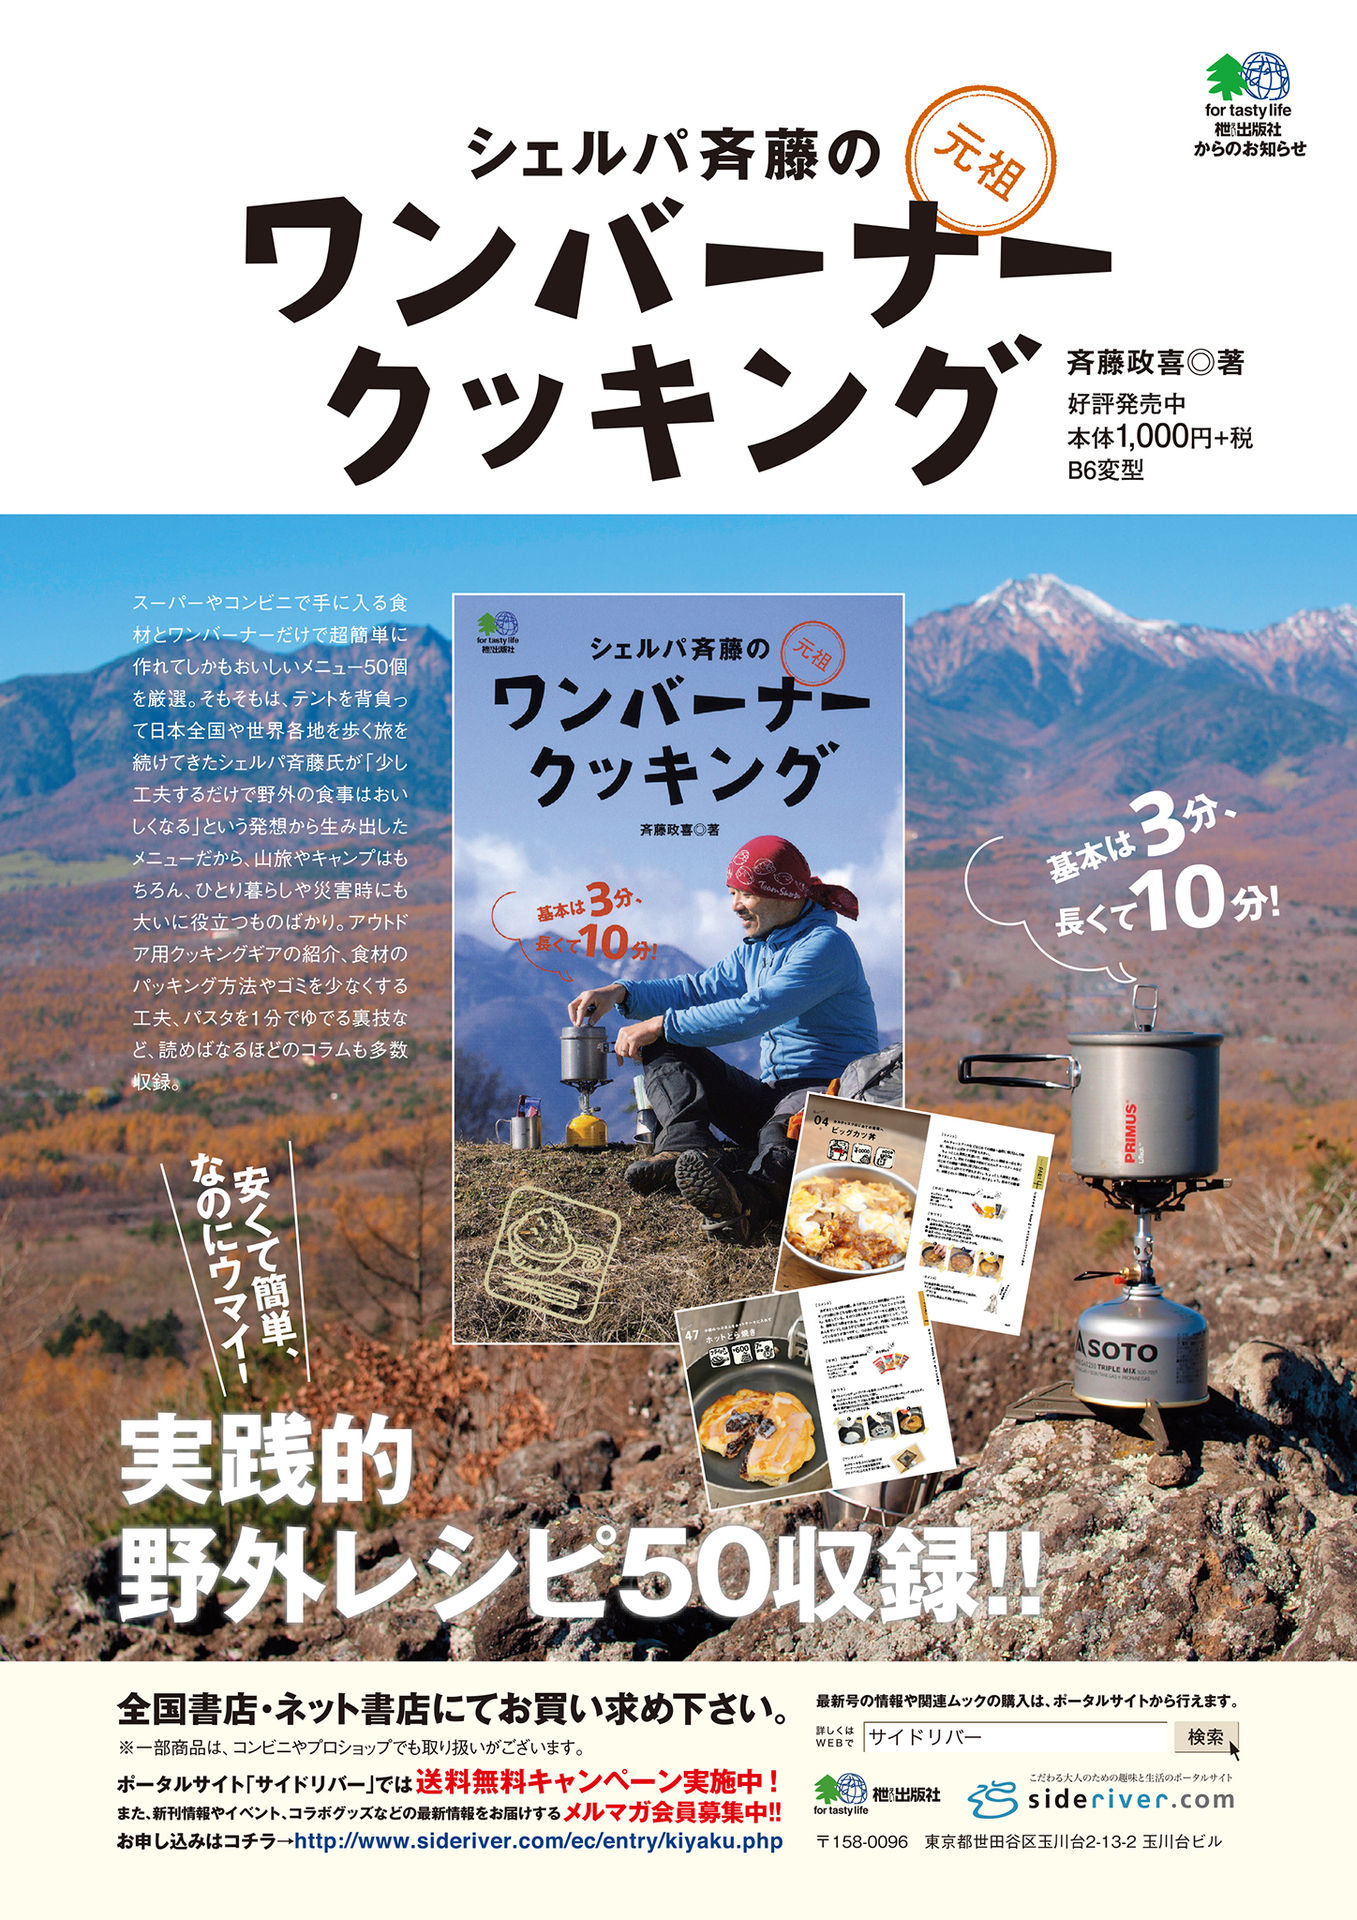 for tasty life
枻出版社
からのお知らせ
シェルパ斉藤の
元祖
ワンバーナー
クッキング
斉藤政喜◎著
好評発売中
本体1,000円+税
B6変型
スーパーやコンビニで手に入る食
材とワンバーナーだけで超簡単に
作れてしかもおいしいメニュー50個
を厳選。そもそもは、テントを背負っ
て日本全国や世界各地を歩く旅を
続けてきたシェルパ斉藤氏が「少し
工夫するだけで野外の食事はおい
しくなる」という発想から生み出した
メニューだから、山旅やキャンプはも
ちろん、ひとり暮らしや災害時にも
大いに役立つものばかり。アウトド
ア用クッキングギアの紹介、食材の
パッキング方法やゴミを少なくする
工夫、パスタを1分でゆでる裏技な
ど、読めばなるほどのコラムも多数
収録。
for tasty life
枻出版社
シェルパ斉藤の
元祖
ワンバーナー
クッキング
斉藤政喜◎著
基本は3分、
長くて10分!
基本は3分、
長くて10分!
PRIMUS
SOTO
TRIPLE MIX
04
ビッグカツ丼
47
ホットどら焼き
安くて簡単、
なのにウマイー
実践的
野外レシピ50収録!!
全国書店・ネット書店にてお買い求め下さい。
※一部商品は、コンビニやプロショップでも取り扱いがございます。
ポータルサイト「サイドリバー」では送料無料キャンペーン実施中!
また、新刊情報やイベント、コラボグッズなどの最新情報をお届けするメルマガ会員募集中!!
お申し込みはコチラ→http://www.sideriver.com/ec/entry/kiyaku.php
最新号の情報や関連ムックの購入は、ポータルサイトから行えます。
詳しくは
WEBで
サイドリバー
検索
for tasty life
枻出版社
こだわる大人のための趣味と生活のポータルサイト
sideriver.com
〒158-0096 東京都世田谷区玉川台2-13-2 玉川台ビル